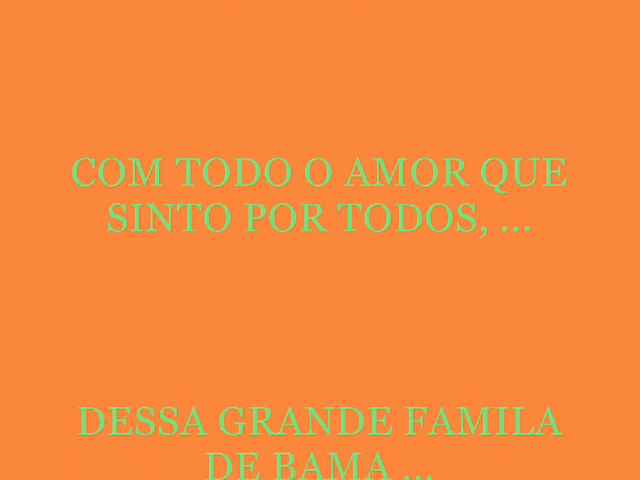 COM TODO O AMOR QUE
SINTO POR TODOS, ...
DESSA GRANDE FAMILA
DE BAMA ...